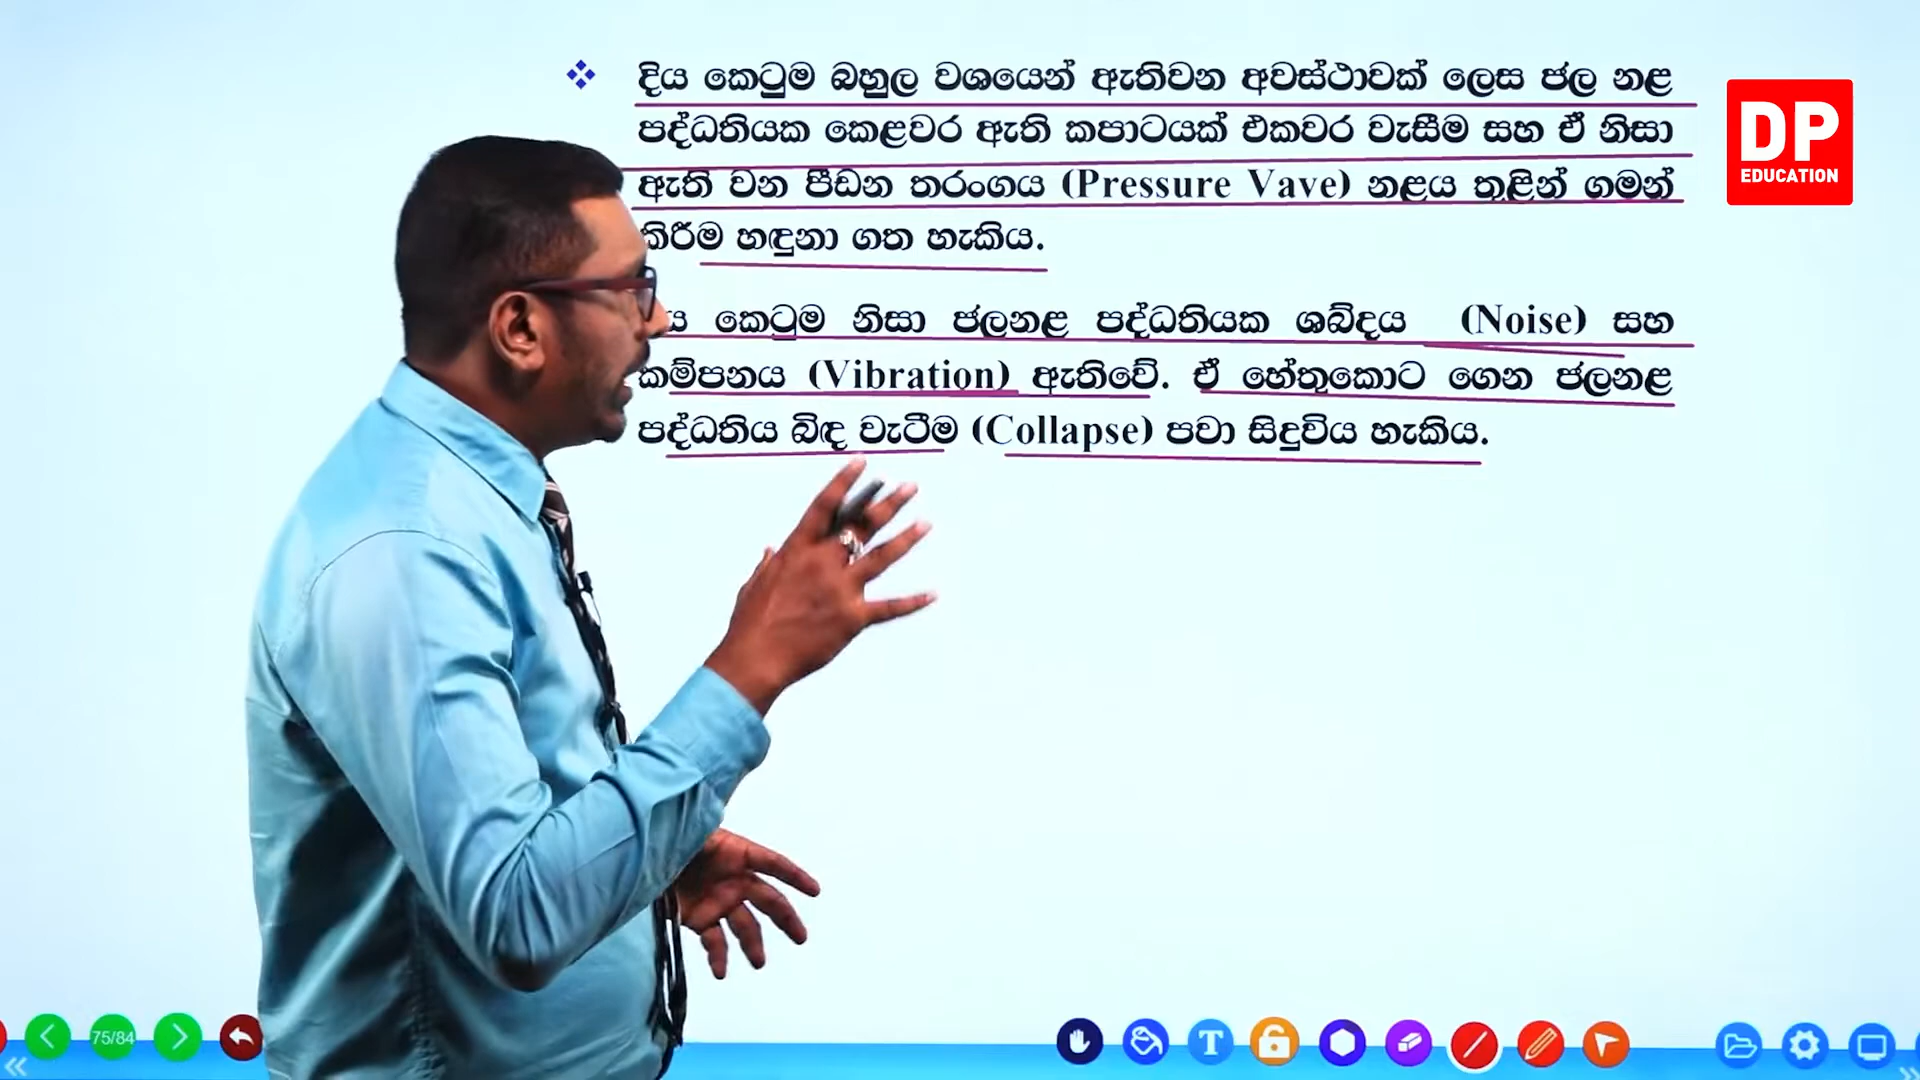 දිය කෙටුම බහුල වශයෙන් ඇතිවන අවස්ථාවක් ලෙස ජල නළ
පද්ධතියක කෙළවර ඇති කපාටයක් එකවර වැසීම සහ ඒ නිසා
ඇති වන පීඩන තරංගය (Pressure Vave) නළය තුළින් ගමන්
කිරීම හඳුනා ගත හැකිය.
කෙටුම නිසා ජලනළ පද්ධතියක ශබ්දය (Noise) සහ
කම්පනය (Vibration) ඇතිවේ. ඒ හේතුකොට ගෙන ජලනළ
පද්ධතිය බිඳ වැටීම (Collapse) පවා සිදුවිය හැකිය.
DP
EDUCATION
75/84
T